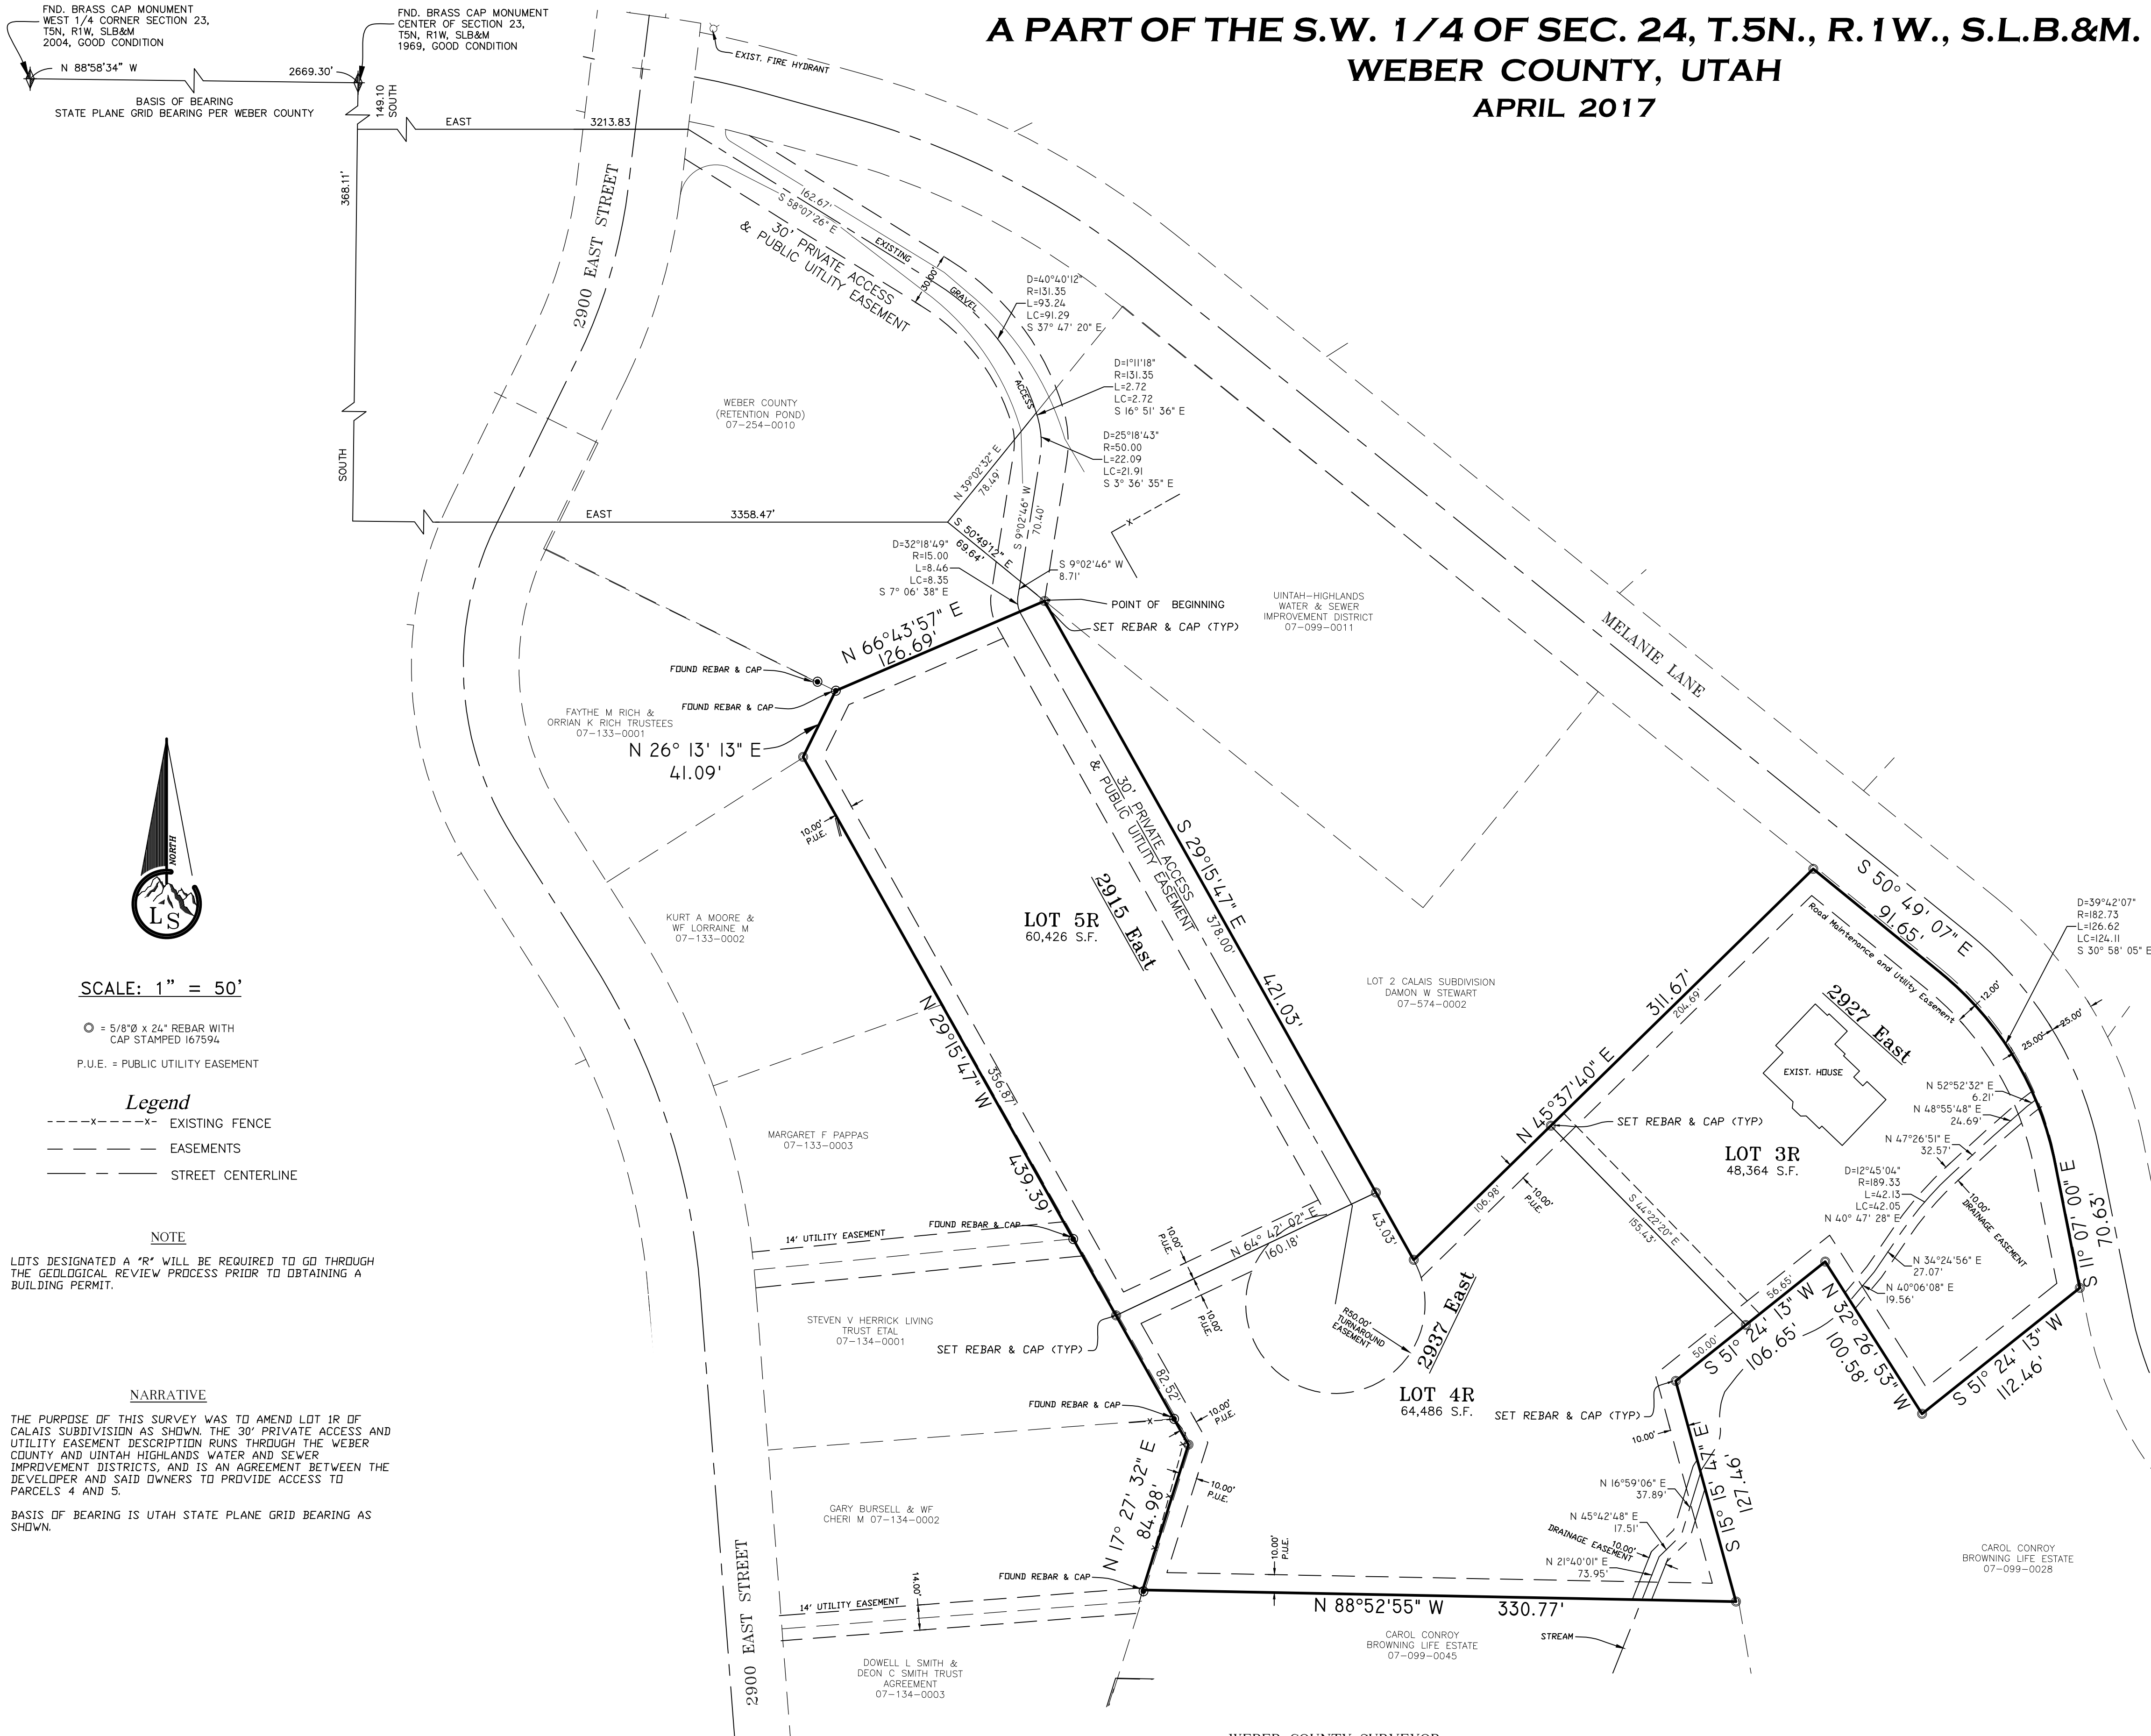 A PART OF THE S.W. 1/4 OF SEC. 24, T.5N., R.1W., S.L.B.&M.
WEBER COUNTY, UTAH
APRIL 2017
FND. BRASS CAP MONUMENT
WEST 1/4 CORNER SECTION 23,
T5N, R1W, SLB&M
2004, GOOD CONDITION
FND. BRASS CAP MONUMENT
CENTER OF SECTION 23,
T5N, R1W, SLB&M
1969, GOOD CONDITION
N 88°58'34" W
2669.30'
BASIS OF BEARING
STATE PLANE GRID BEARING PER WEBER COUNTY
149.10
SOUTH
EAST
3213.83
368.11'
SOUTH
EAST
3358.47'
EXIST. FIRE HYDRANT
2900 EAST STREET
162.67'
S 58°07'26" E
30' PRIVATE ACCESS
& PUBLIC UITLITY EASEMENT
EXISTING
GRAVEL
ACCESS
30.00'
D=40°40'12"
R=131.35
L=93.24
LC=91.29
S 37° 47' 20" E
D=1°11'18"
R=131.35
L=2.72
LC=2.72
S 16° 51' 36" E
D=25°18'43"
R=50.00
L=22.09
LC=21.91
S 3° 36' 35" E
WEBER COUNTY
(RETENTION POND)
07-254-0010
N 39°02'32" E
78.49'
S 9°02'46" W
70.40'
S 50°49'12" E
69.64'
D=32°18'49"
R=15.00
L=8.46
LC=8.35
S 7° 06' 38" E
S 9°02'46" W
8.71'
POINT OF BEGINNING
SET REBAR & CAP (TYP)
UINTAH-HIGHLANDS
WATER & SEWER
IMPROVEMENT DISTRICT
07-099-0011
MELANIE LANE
N 66°43'57" E
126.69'
FOUND REBAR & CAP
FOUND REBAR & CAP
FAYTHE M RICH &
ORRIAN K RICH TRUSTEES
07-133-0001
N 26° 13' 13" E
41.09'
10.00'
P.U.E.
30' PRIVATE ACCESS
& PUBLIC UITLITY EASEMENT
S 29°15'47" E
378.00'
421.03'
LOT 5R
60,426 S.F.
2915 East
KURT A MOORE &
WF LORRAINE M
07-133-0002
N 29°15'47" W
356.87'
439.39'
LOT 2 CALAIS SUBDIVISION
DAMON W STEWART
07-574-0002
S 50° 49' 07" E
91.65'
Road Maintenance and Utility Easement
12.00'
25.00'
25.00'
D=39°42'07"
R=182.73
L=126.62
LC=124.11
S 30° 58' 05" E
311.67'
204.69'
N 45°37'40" E
2927 East
EXIST. HOUSE
SET REBAR & CAP (TYP)
LOT 3R
48,364 S.F.
N 52°52'32" E
6.21'
N 48°55'48" E
24.69'
N 47°26'51" E
32.57'
D=12°45'04"
R=189.33
L=42.13
LC=42.05
N 40° 47' 28" E
10.00'
DRAINAGE EASEMENT
N 34°24'56" E
27.07'
N 40°06'08" E
19.56'
S 11° 07' 00" E
70.63'
S 44°22'20" E
155.43'
106.98'
10.00'
P.U.E.
43.03'
NORTH
LS
SCALE: 1" = 50'
= 5/8"Ø x 24" REBAR WITH
CAP STAMPED 167594
P.U.E. = PUBLIC UTILITY EASEMENT
Legend
x
x
EXISTING FENCE
EASEMENTS
STREET CENTERLINE
MARGARET F PAPPAS
07-133-0003
14' UTILITY EASEMENT
FOUND REBAR & CAP
10.00'
P.U.E.
N 64° 42' 02" E
160.18'
10.00'
P.U.E.
R50.00'
TURNAROUND
EASEMENT
2937 East
56.65'
50.00'
S 51° 24' 13" W
106.65'
N 32° 26' 53" W
100.58'
S 51° 24' 13" W
112.46'
NOTE
LOTS DESIGNATED A "R" WILL BE REQUIRED TO GO THROUGH
THE GEOLOGICAL REVIEW PROCESS PRIOR TO OBTAINING A
BUILDING PERMIT.
STEVEN V HERRICK LIVING
TRUST ETAL
07-134-0001
SET REBAR & CAP (TYP)
82.52'
FOUND REBAR & CAP
10.00'
P.U.E.
LOT 4R
64,486 S.F.
SET REBAR & CAP (TYP)
10.00'
NARRATIVE
THE PURPOSE OF THIS SURVEY WAS TO AMEND LOT 1R OF
CALAIS SUBDIVISION AS SHOWN. THE 30' PRIVATE ACCESS AND
UTILITY EASEMENT DESCRIPTION RUNS THROUGH THE WEBER
COUNTY AND UINTAH HIGHLANDS WATER AND SEWER
IMPROVEMENT DISTRICTS, AND IS AN AGREEMENT BETWEEN THE
DEVELOPER AND SAID OWNERS TO PROVIDE ACCESS TO
PARCELS 4 AND 5.
BASIS OF BEARING IS UTAH STATE PLANE GRID BEARING AS
SHOWN.
N 17° 27' 32" E
84.98'
10.00'
P.U.E.
GARY BURSELL & WF
CHERI M 07-134-0002
S 15° 15' 47" E
127.46'
N 16°59'06" E
37.89'
N 45°42'48" E
17.51'
DRAINAGE EASEMENT
10.00'
N 21°40'01" E
73.95'
10.00'
P.U.E.
FOUND REBAR & CAP
14.00'
14' UTILITY EASEMENT
N 88°52'55" W
330.77'
STREAM
CAROL CONROY
BROWNING LIFE ESTATE
07-099-0028
CAROL CONROY
BROWNING LIFE ESTATE
07-099-0045
2900 EAST STREET
DOWELL L SMITH &
DEON C SMITH TRUST
AGREEMENT
07-134-0003
WEBER COUNTY SURVEYOR